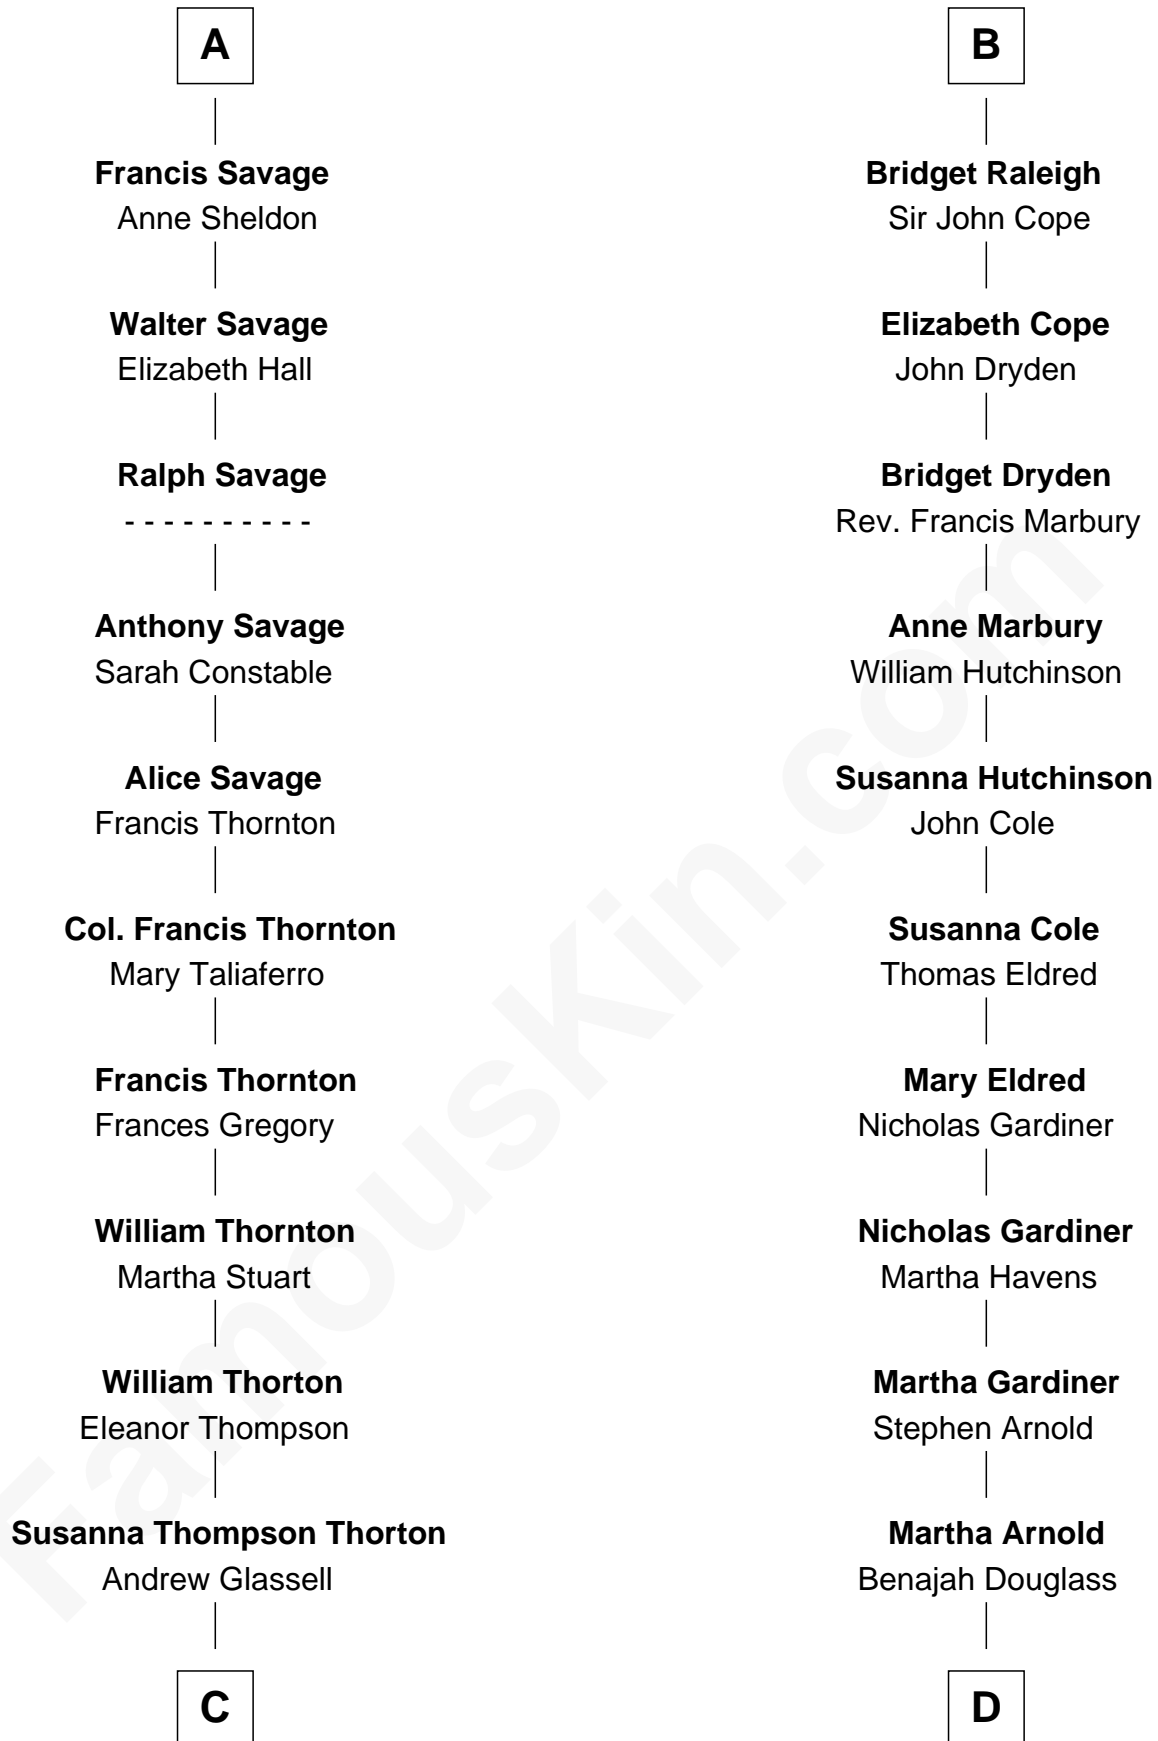 A
Francis Savage
Anne Sheldon
Walter Savage
Elizabeth Hall
Ralph Savage
- - - - - - - - - -
Anthony Savage
Sarah Constable
Alice Savage
Francis Thornton
Col. Francis Thornton
Mary Taliaferro
Francis Thornton
Frances Gregory
William Thornton
Martha Stuart
William Thorton
Eleanor Thompson
Susanna Thompson Thorton
Andrew Glassell
C
B
Bridget Raleigh
Sir John Cope
Elizabeth Cope
John Dryden
Bridget Dryden
Rev. Francis Marbury
Anne Marbury
William Hutchinson
Susanna Hutchinson
John Cole
Susanna Cole
Thomas Eldred
Mary Eldred
Nicholas Gardiner
Nicholas Gardiner
Martha Havens
Martha Gardiner
Stephen Arnold
Martha Arnold
Benajah Douglass
D
FamousKin.com